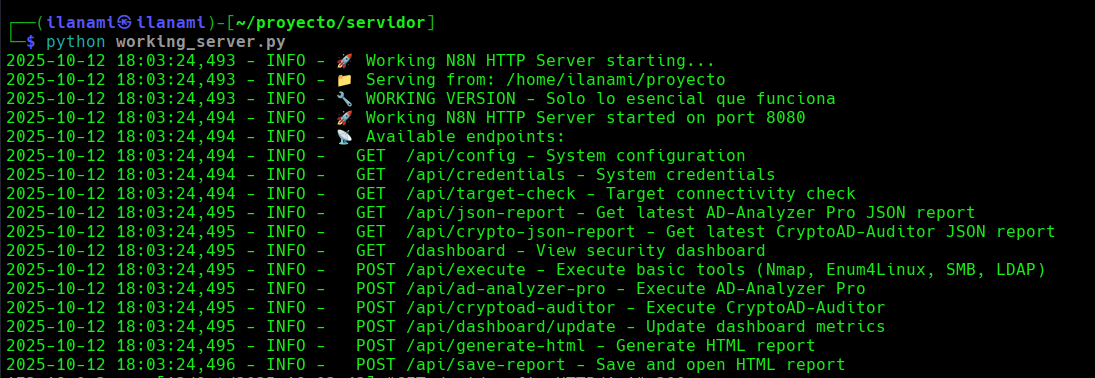 ┌──(ilanami㉿ilanami)-[~/proyecto/servidor]
└─$ python working_server.py
2025-10-12 18:03:24,493 - INFO - 🚀 Working N8N HTTP Server starting...
2025-10-12 18:03:24,493 - INFO - 📁 Serving from: /home/ilanami/proyecto
2025-10-12 18:03:24,493 - INFO - 🔧 WORKING VERSION - Solo lo esencial que funciona
2025-10-12 18:03:24,494 - INFO - 🚀 Working N8N HTTP Server started on port 8080
2025-10-12 18:03:24,494 - INFO - 📡 Available endpoints:
2025-10-12 18:03:24,494 - INFO -   GET  /api/config - System configuration
2025-10-12 18:03:24,494 - INFO -   GET  /api/credentials - System credentials
2025-10-12 18:03:24,494 - INFO -   GET  /api/target-check - Target connectivity check
2025-10-12 18:03:24,495 - INFO -   GET  /api/json-report - Get latest AD-Analyzer Pro JSON report
2025-10-12 18:03:24,495 - INFO -   GET  /api/crypto-json-report - Get latest CryptoAD-Auditor JSON report
2025-10-12 18:03:24,495 - INFO -   GET  /dashboard - View security dashboard
2025-10-12 18:03:24,495 - INFO -   POST /api/execute - Execute basic tools (Nmap, Enum4Linux, SMB, LDAP)
2025-10-12 18:03:24,495 - INFO -   POST /api/ad-analyzer-pro - Execute AD-Analyzer Pro
2025-10-12 18:03:24,495 - INFO -   POST /api/cryptoad-auditor - Execute CryptoAD-Auditor
2025-10-12 18:03:24,495 - INFO -   POST /api/dashboard/update - Update dashboard metrics
2025-10-12 18:03:24,495 - INFO -   POST /api/generate-html - Generate HTML report
2025-10-12 18:03:24,496 - INFO -   POST /api/save-report - Save and open HTML report